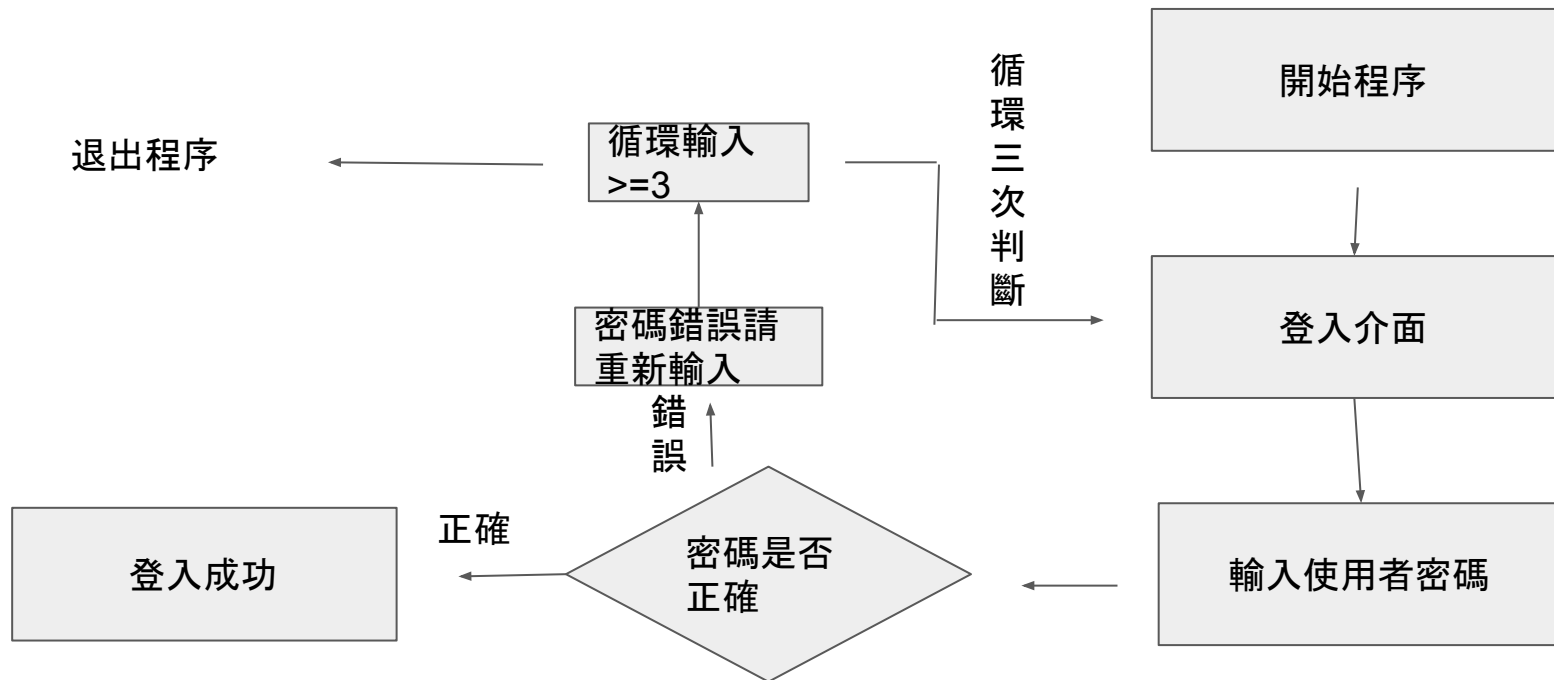 開始程序
循環三次判斷
循環輸入
>=3
退出程序
登入介面
密碼錯誤請
重新輸入
錯誤
正確
密碼是否
正確
登入成功
輸入使用者密碼